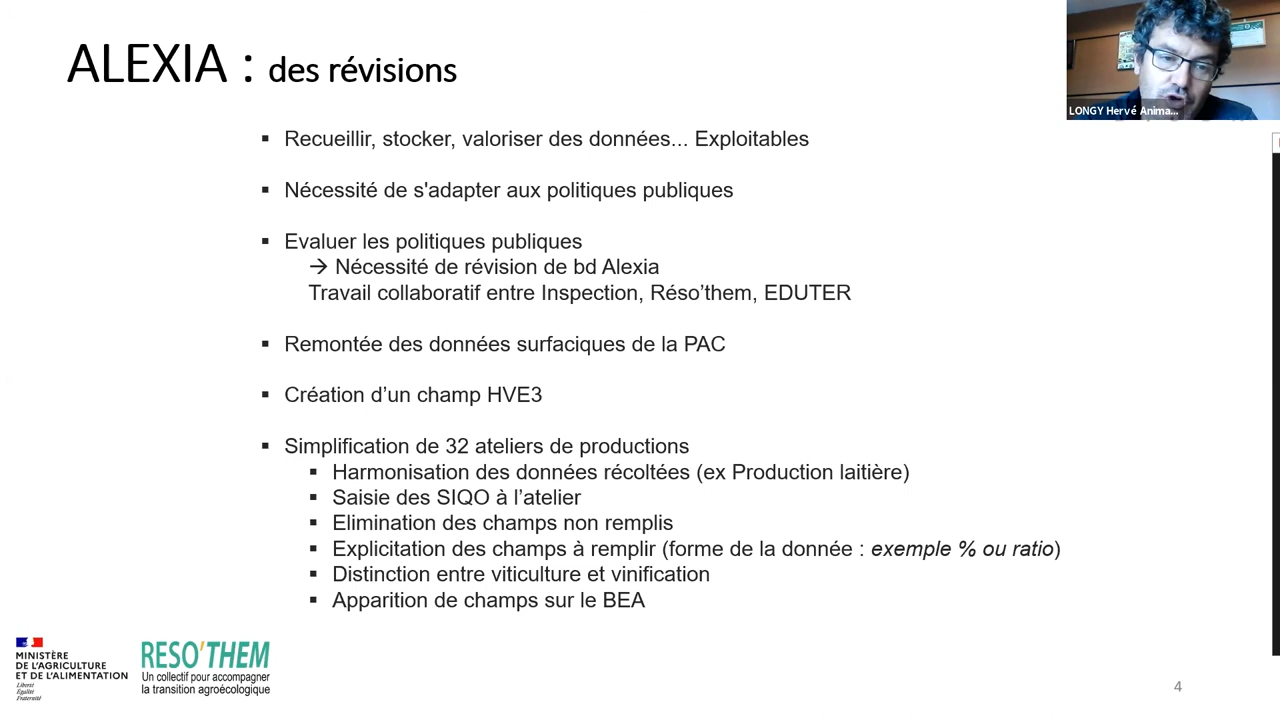 ALEXIA : des révisions
LONGY Hervé Anima...
▪ Recueillir, stocker, valoriser des données... Exploitables
▪ Nécessité de s'adapter aux politiques publiques
▪ Evaluer les politiques publiques
→ Nécessité de révision de bd Alexia
Travail collaboratif entre Inspection, Réso’them, EDUTER
▪ Remontée des données surfaciques de la PAC
▪ Création d’un champ HVE3
▪ Simplification de 32 ateliers de productions
▪ Harmonisation des données récoltées (ex Production laitière)
▪ Saisie des SIQO à l’atelier
▪ Elimination des champs non remplis
▪ Explicitation des champs à remplir (forme de la donnée : exemple % ou ratio)
▪ Distinction entre viticulture et vinification
▪ Apparition de champs sur le BEA
MINISTÈRE
DE L'AGRICULTURE
ET DE L'ALIMENTATION
Liberté
Égalité
Fraternité
RESO'THEM
Un collectif pour accompagner
la transition agroécologique
4